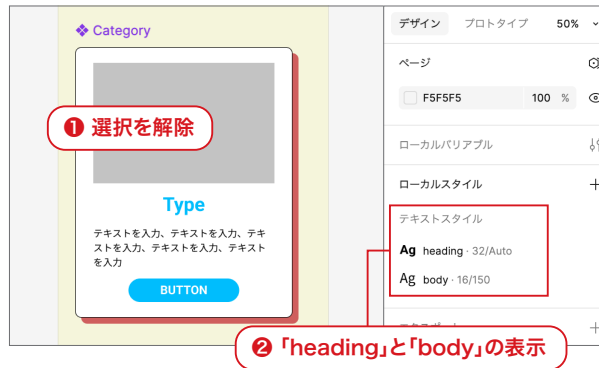 Category
❶ 選択を解除
Type
テキストを入力、テキストを入力、テキ
ストを入力、テキストを入力、テキスト
を入力
BUTTON
デザイン プロトタイプ 50%
ページ
F5F5F5 100 %
ローカルバリアブル
ローカルスタイル
テキストスタイル
Ag heading · 32/Auto
Ag body · 16/150
❷ 「heading」と「body」の表示